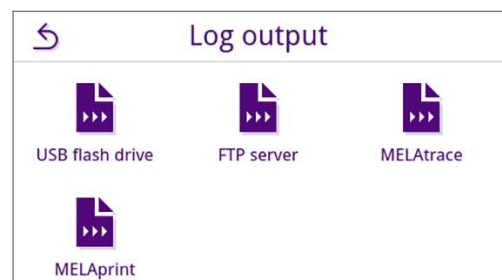 Log output
USB flash drive
FTP server
MELAtrace
MELAprint